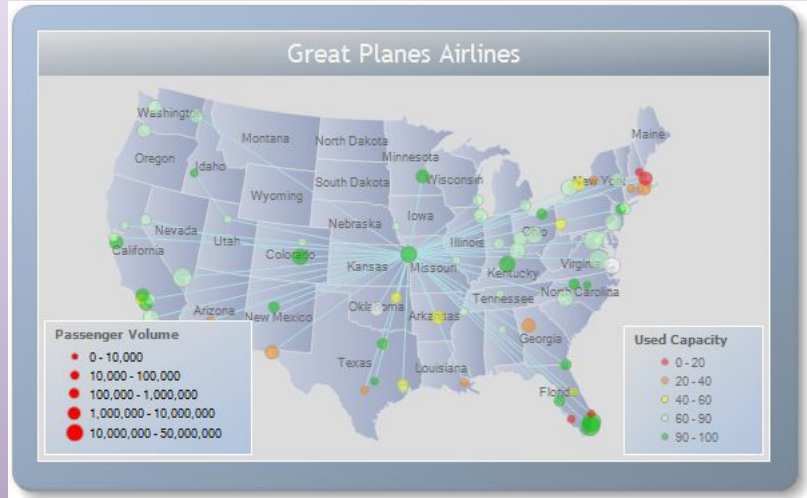 Great Planes Airlines
Washington
Maine
Montana
North Dakota
Minnesota
Oregon
Idaho
Wisconsin
New York
South Dakota
Wyoming
Nebraska
Iowa
Nevada
Utah
Illinois
Ohio
California
Colorado
Kansas
Missouri
Kentucky
Virginia
Arizona
New Mexico
Oklahoma
Arkansas
Tennessee
North Carolina
Georgia
Texas
Louisiana
Florida
Passenger Volume
0 - 10,000
10,000 - 100,000
100,000 - 1,000,000
1,000,000 - 10,000,000
10,000,000 - 50,000,000
Used Capacity
0 - 20
20 - 40
40 - 60
60 - 90
90 - 100